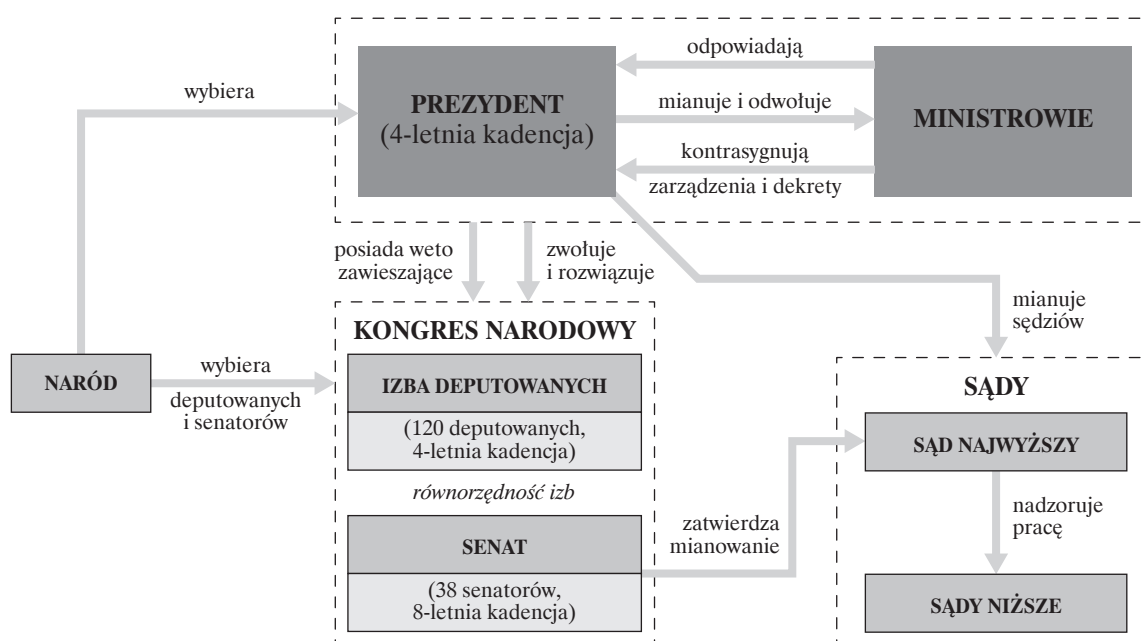 odpowiadają
wybiera
PREZYDENT
(4-letnia kadencja)
mianuje i odwołuje
MINISTROWIE
kontrasygnują
zarządzenia i dekrety
posiada weto
zawieszające
zwołuje
i rozwiązuje
mianuje
sędziów
KONGRES NARODOWY
NARÓD
wybiera
deputowanych
i senatorów
IZBA DEPUTOWANYCH
(120 deputowanych,
4-letnia kadencja)
równorzędność izb
SENAT
(38 senatorów,
8-letnia kadencja)
zatwierdza
mianowanie
SĄDY
SĄD NAJWYŻSZY
nadzoruje
pracę
SĄDY NIŻSZE